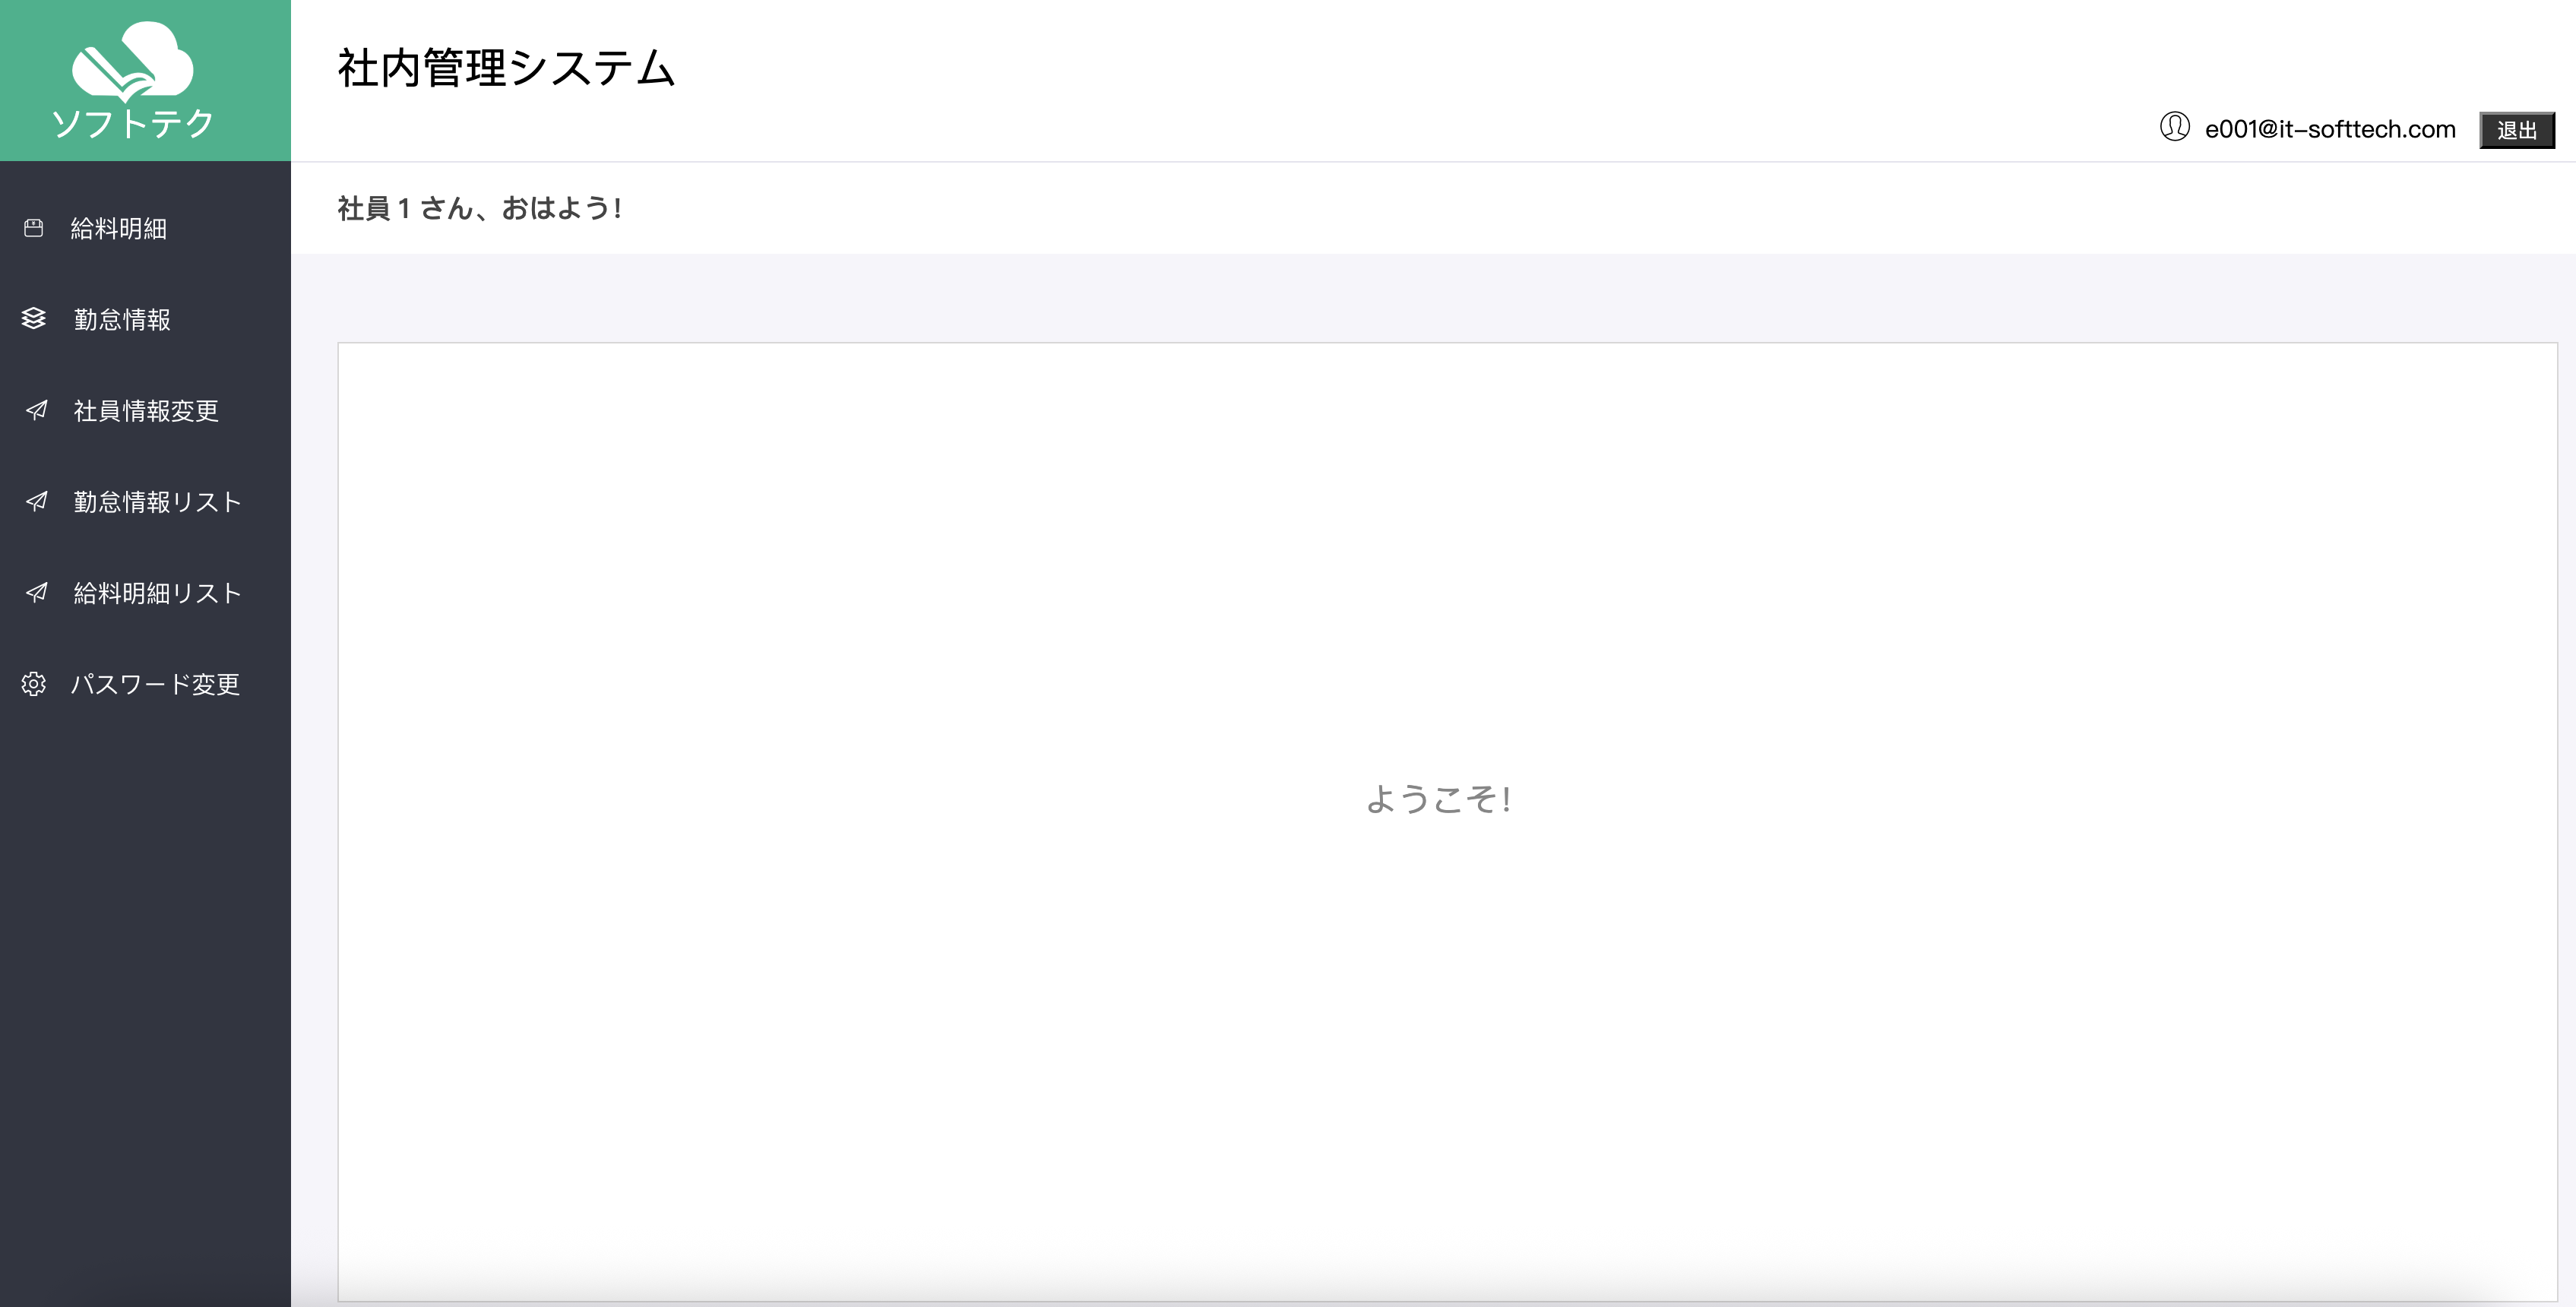 ソフトテク
社内管理システム
e001@it-softtech.com
退出
社員1さん、おはよう!
給料明細
勤怠情報
社員情報変更
勤怠情報リスト
給料明細リスト
パスワード変更
ようこそ!